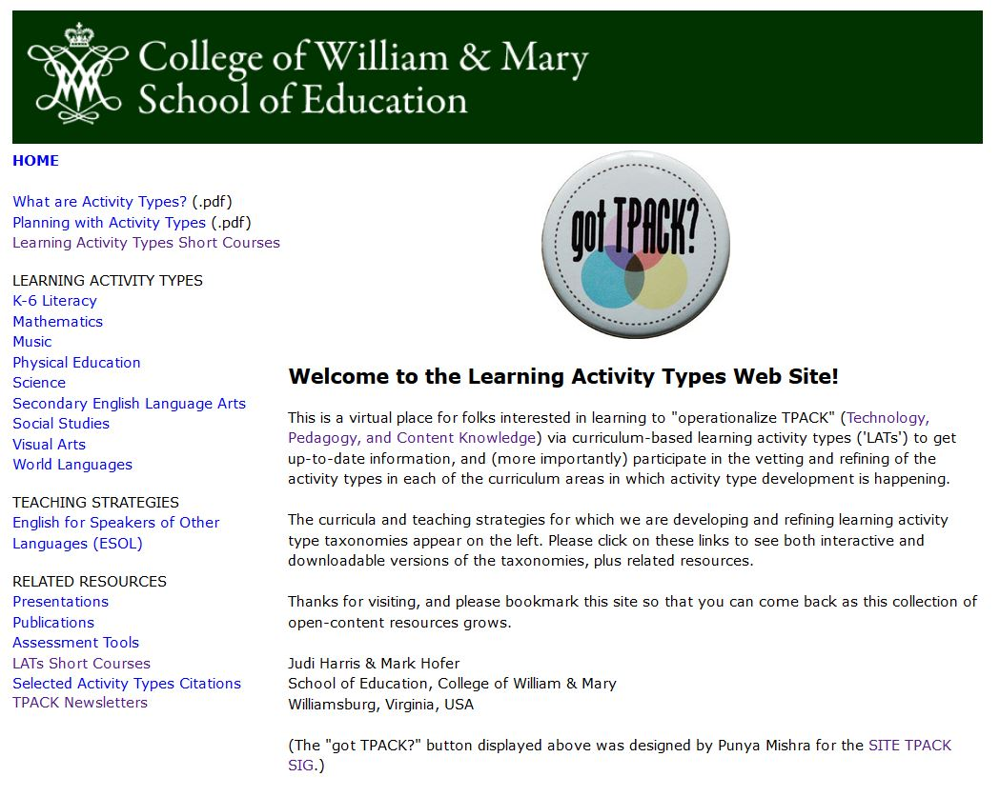 College of William & Mary
School of Education
HOME
What are Activity Types? (.pdf)
Planning with Activity Types (.pdf)
Learning Activity Types Short Courses
LEARNING ACTIVITY TYPES
K-6 Literacy
Mathematics
Music
Physical Education
Science
Secondary English Language Arts
Social Studies
Visual Arts
World Languages
TEACHING STRATEGIES
English for Speakers of Other
Languages (ESOL)
RELATED RESOURCES
Presentations
Publications
Assessment Tools
LATs Short Courses
Selected Activity Types Citations
TPACK Newsletters
got TPACK?
Welcome to the Learning Activity Types Web Site!
This is a virtual place for folks interested in learning to "operationalize TPACK" (Technology,
Pedagogy, and Content Knowledge) via curriculum-based learning activity types ('LATs') to get
up-to-date information, and (more importantly) participate in the vetting and refining of the
activity types in each of the curriculum areas in which activity type development is happening.
The curricula and teaching strategies for which we are developing and refining learning activity
type taxonomies appear on the left. Please click on these links to see both interactive and
downloadable versions of the taxonomies, plus related resources.
Thanks for visiting, and please bookmark this site so that you can come back as this collection of
open-content resources grows.
Judi Harris & Mark Hofer
School of Education, College of William & Mary
Williamsburg, Virginia, USA
(The "got TPACK?" button displayed above was designed by Punya Mishra for the SITE TPACK
SIG.)